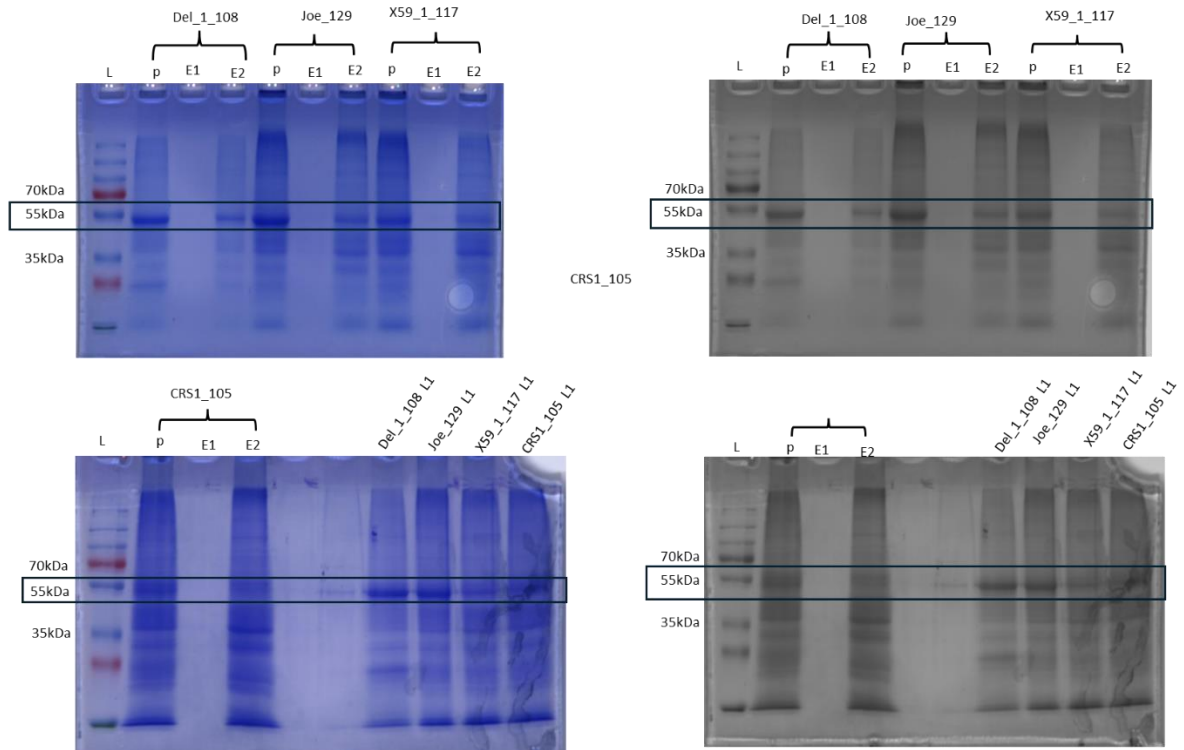 Del_1_108 Joe_129 X59_1_117
L p E1 E2 p E1 E2 p E1 E2
70kDa
55kDa
35kDa
Del_1_108 Joe_129 X59_1_117
L p E1 E2 p E1 E2 p E1 E2
70kDa
55kDa
35kDa
CRS1_105
CRS1_105
L p E1 E2
Del_1_108 L1
Joe_129 L1
X59_1_117 L1
CRS1_105 L1
70kDa
55kDa
35kDa
L p E1 E2
Del_1_108 L1
Joe_129 L1
X59_1_117 L1
CRS1_105 L1
70kDa
55kDa
35kDa